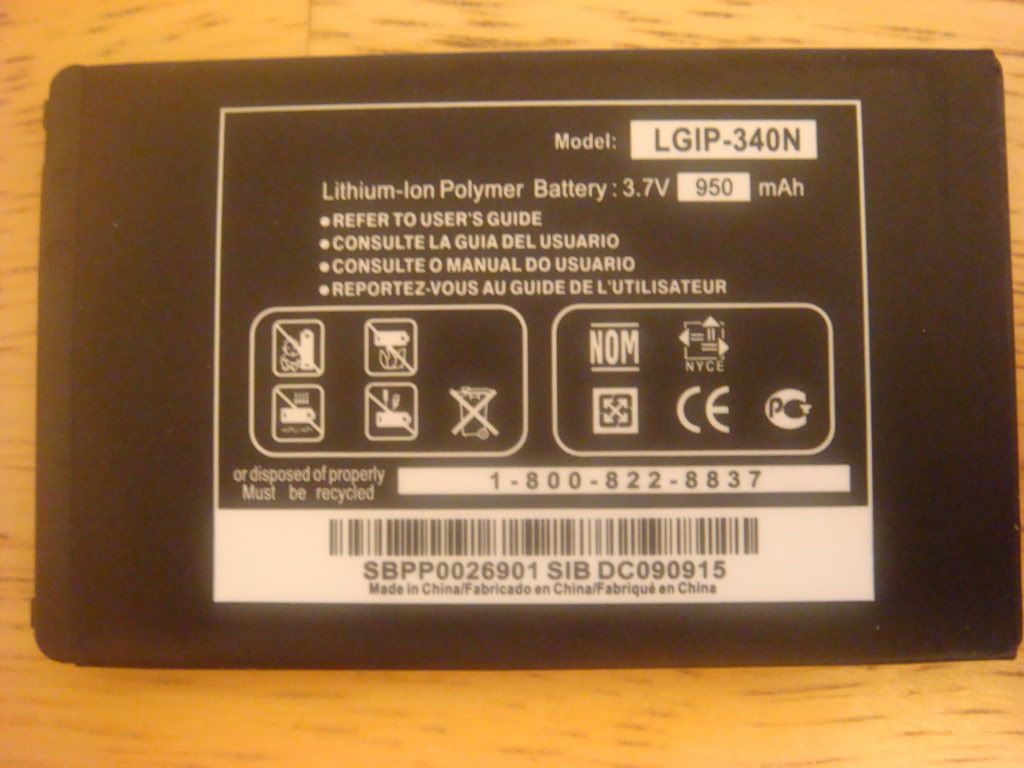 Model: LGIP-340N
Lithium-Ion Polymer Battery : 3.7V 950 mAh
●REFER TO USER'S GUIDE
●CONSULTE LA GUIA DEL USUARIO
●CONSULTE O MANUAL DO USUARIO
●REPORTEZ-VOUS AU GUIDE DE L'UTILISATEUR
NOM
NYCE
CE
PC
or disposed of properly
Must be recycled
1-800-822-8837
SBPP0026901 SIB DC090915
Made in China/Fabricado en China/Fabriqué en China